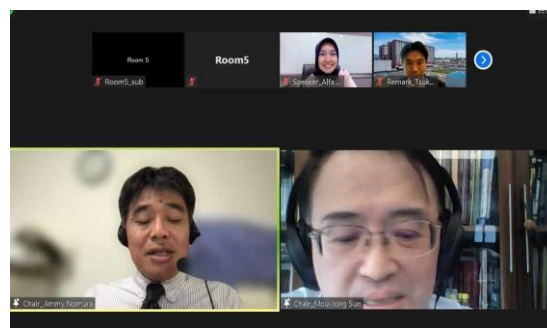 Room 5
Room5_sub
Room5
Speaker_Alfa...
Remark_Tsuk...
Chair_Jimmy Nomura
Chair_Mou-Jong Sun